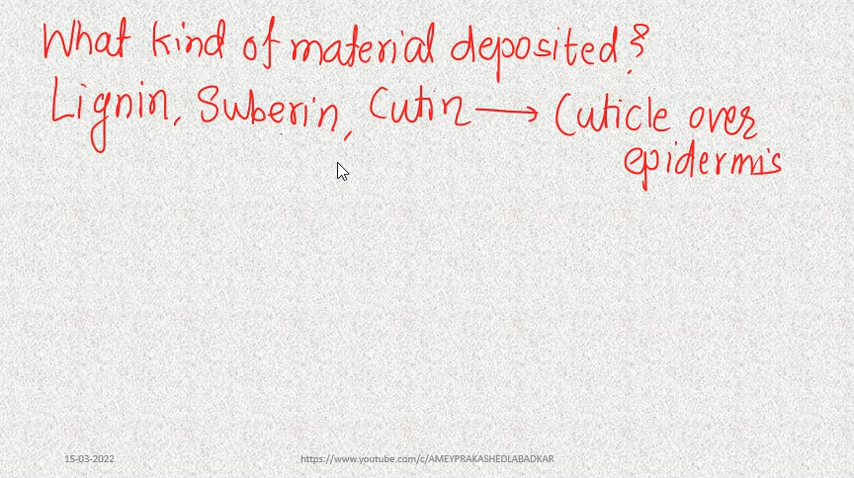 What kind of material deposited?
Lignin, Suberin, Cutin → Cuticle over
epidermis
15-03-2022 https://www.youtube.com/c/AMEYPRAKASHEDLABADKAR